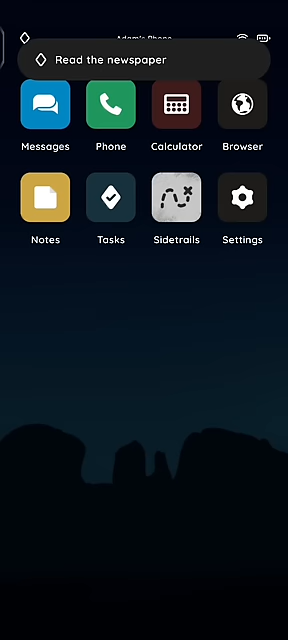 Adam's Phone
Read the newspaper
Messages Phone Calculator Browser
Notes Tasks Sidetrails Settings